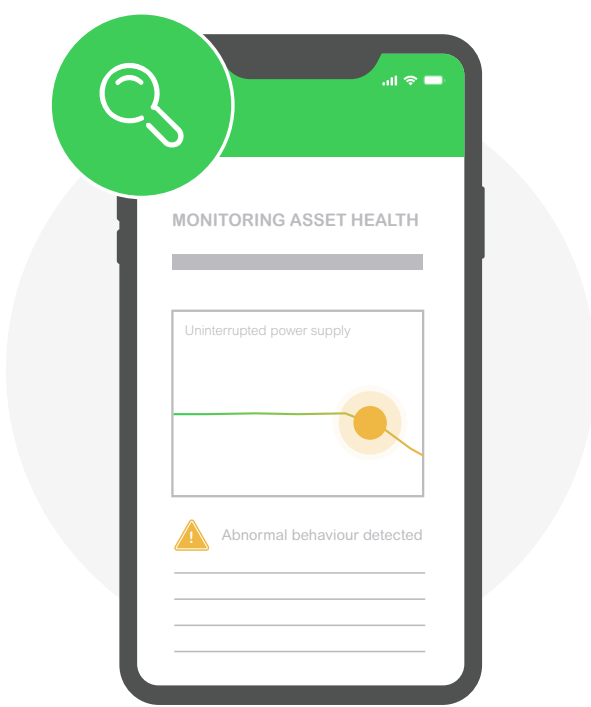 MONITORING ASSET HEALTH
Uninterrupted power supply
Abnormal behaviour detected